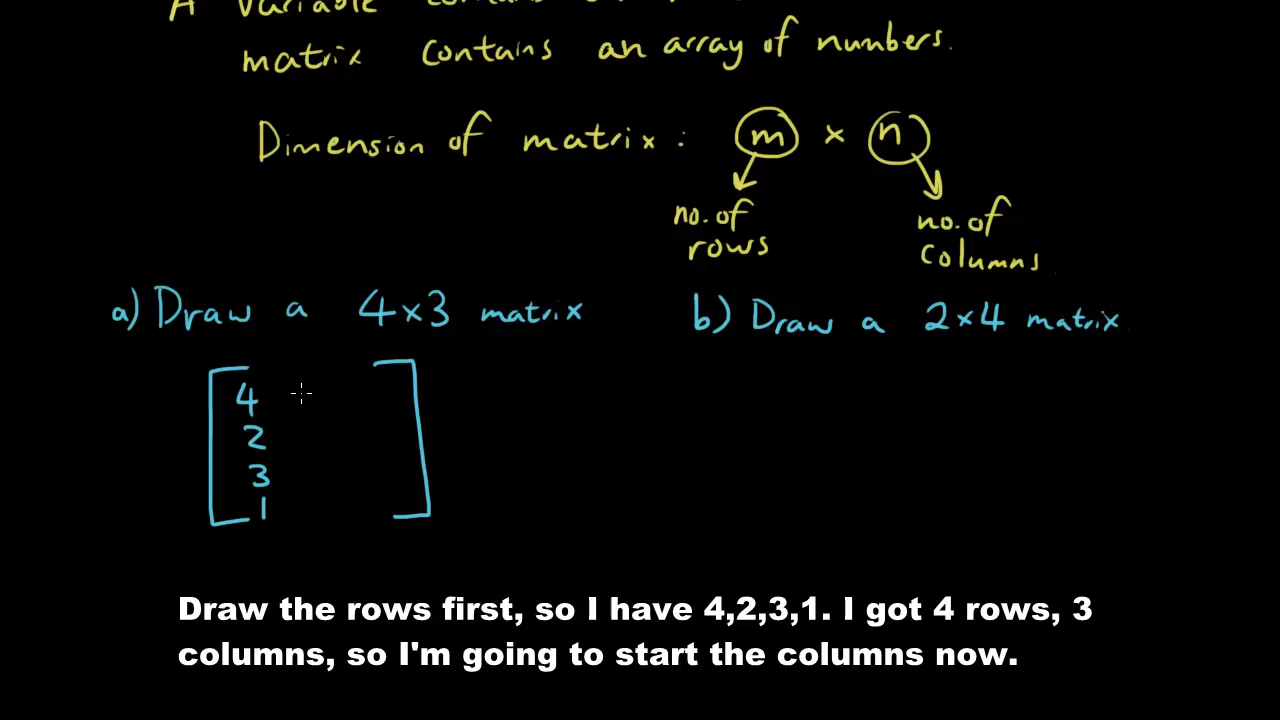 A variable
matrix contains an array of numbers.
Dimension of matrix : m × n
no. of rows
no. of columns
a) Draw a 4×3 matrix
b) Draw a 2×4 matrix.
4
2
3
1
Draw the rows first, so I have 4,2,3,1. I got 4 rows, 3
columns, so I'm going to start the columns now.